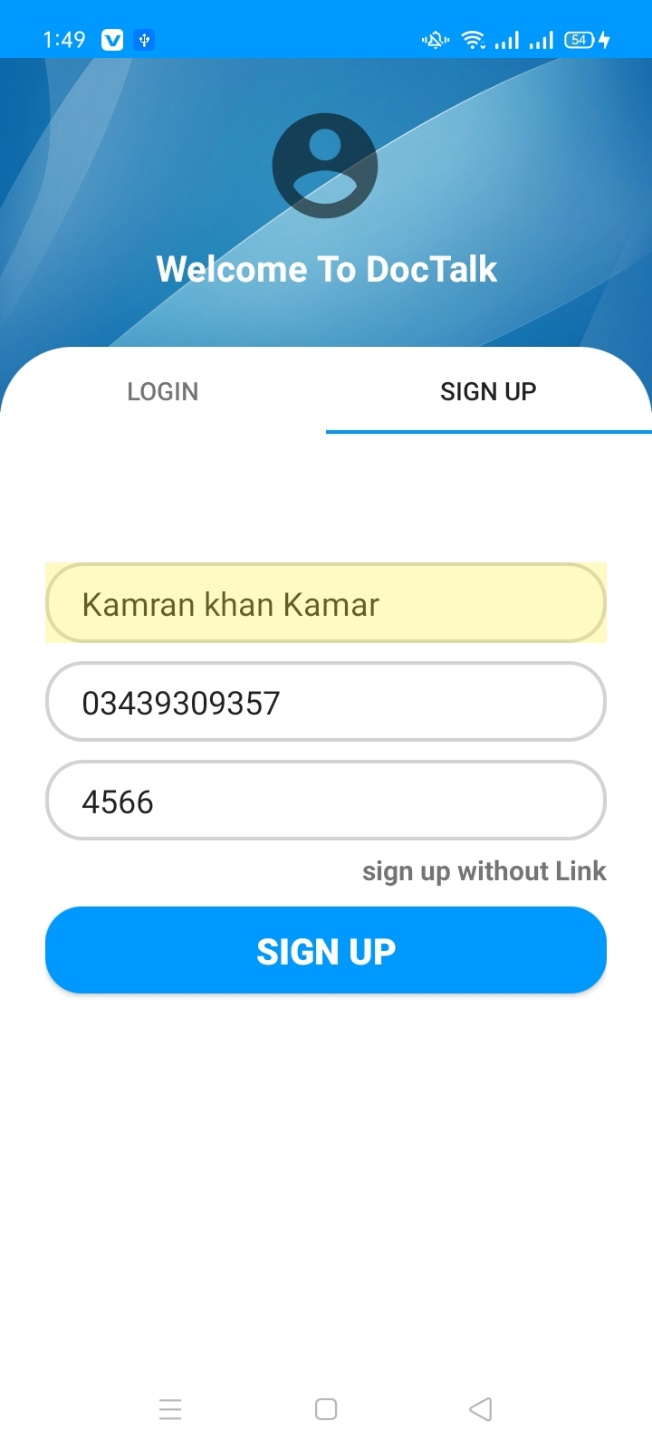 1:49
54
Welcome To DocTalk
LOGIN
SIGN UP
Kamran khan Kamar
03439309357
4566
sign up without Link
SIGN UP